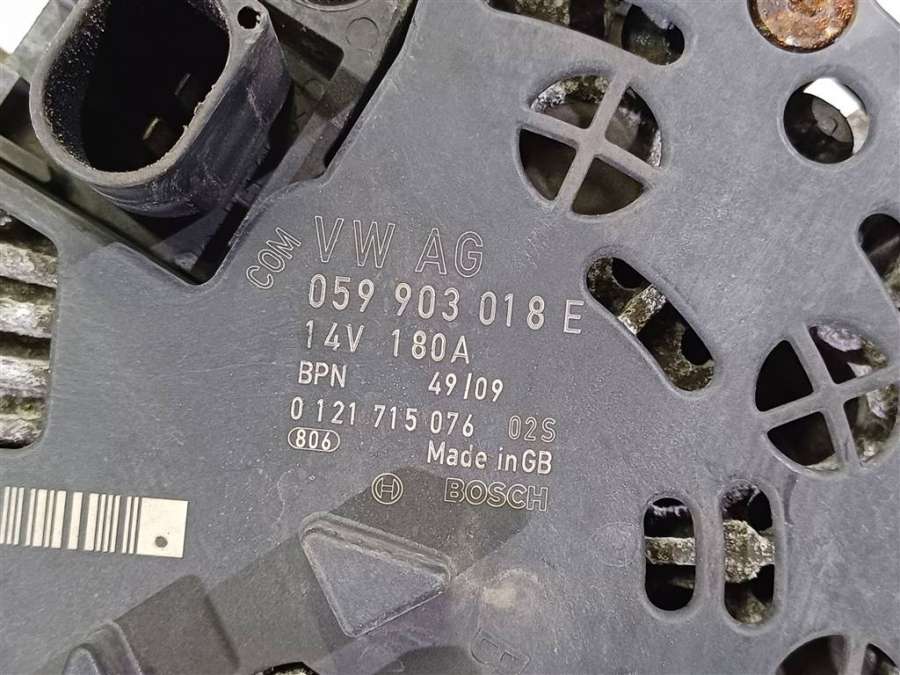 COM
VW AG
059 903 018 E
14V 180A
BPN 49/09
0 121 715 076 02S
806
Made in GB
BOSCH